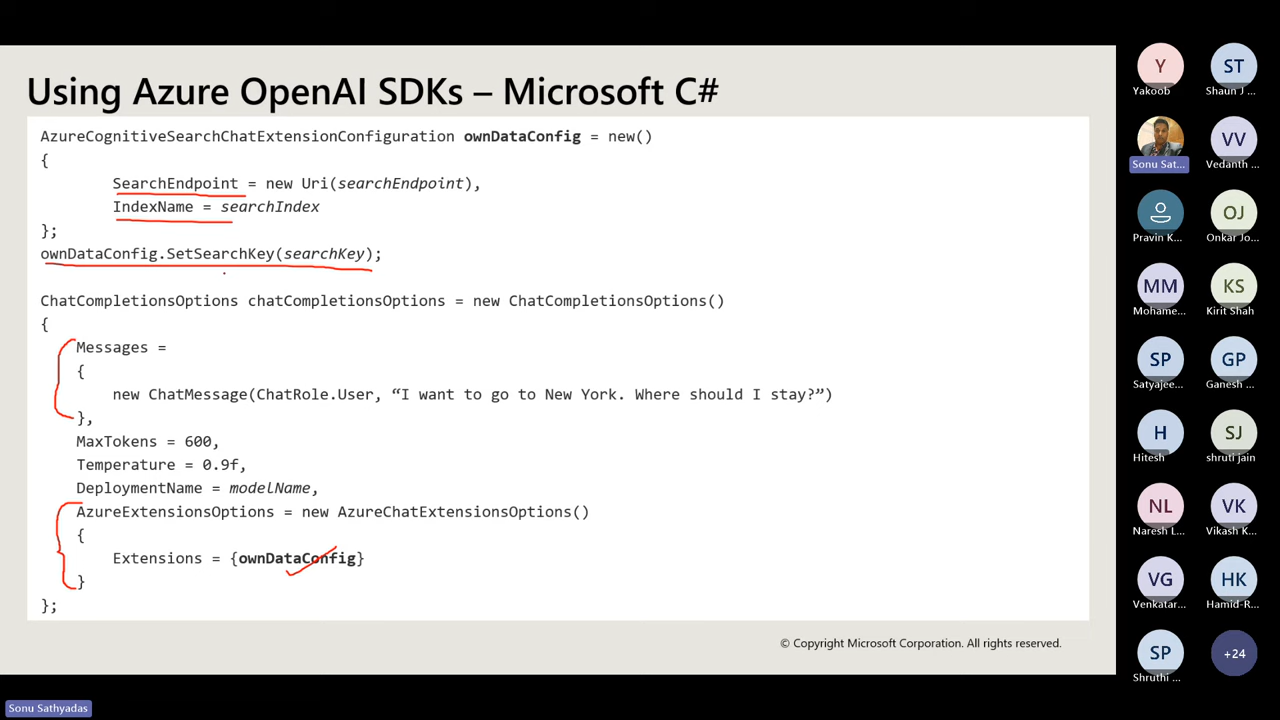 Using Azure OpenAI SDKs – Microsoft C#
AzureCognitiveSearchChatExtensionConfiguration ownDataConfig = new()
{
SearchEndpoint = new Uri(searchEndpoint),
IndexName = searchIndex
};
ownDataConfig.SetSearchKey(searchKey);
ChatCompletionsOptions chatCompletionsOptions = new ChatCompletionsOptions()
{
Messages =
{
new ChatMessage(ChatRole.User, “I want to go to New York. Where should I stay?”)
},
MaxTokens = 600,
Temperature = 0.9f,
DeploymentName = modelName,
AzureExtensionsOptions = new AzureChatExtensionsOptions()
{
Extensions = {ownDataConfig}
}
};
© Copyright Microsoft Corporation. All rights reserved.
Sonu Sathyadas
Y
Yakoob
ST
Shaun J ...
Sonu Sat...
VV
Vedanth ...
Pravin K...
OJ
Onkar Jo...
MM
Mohame...
KS
Kirit Shah
SP
Satyajee...
GP
Ganesh ...
H
Hitesh
SJ
shruti jain
NL
Naresh L...
VK
Vikash K...
VG
Venkatar...
HK
Hamid-R...
SP
Shruthi ...
+24